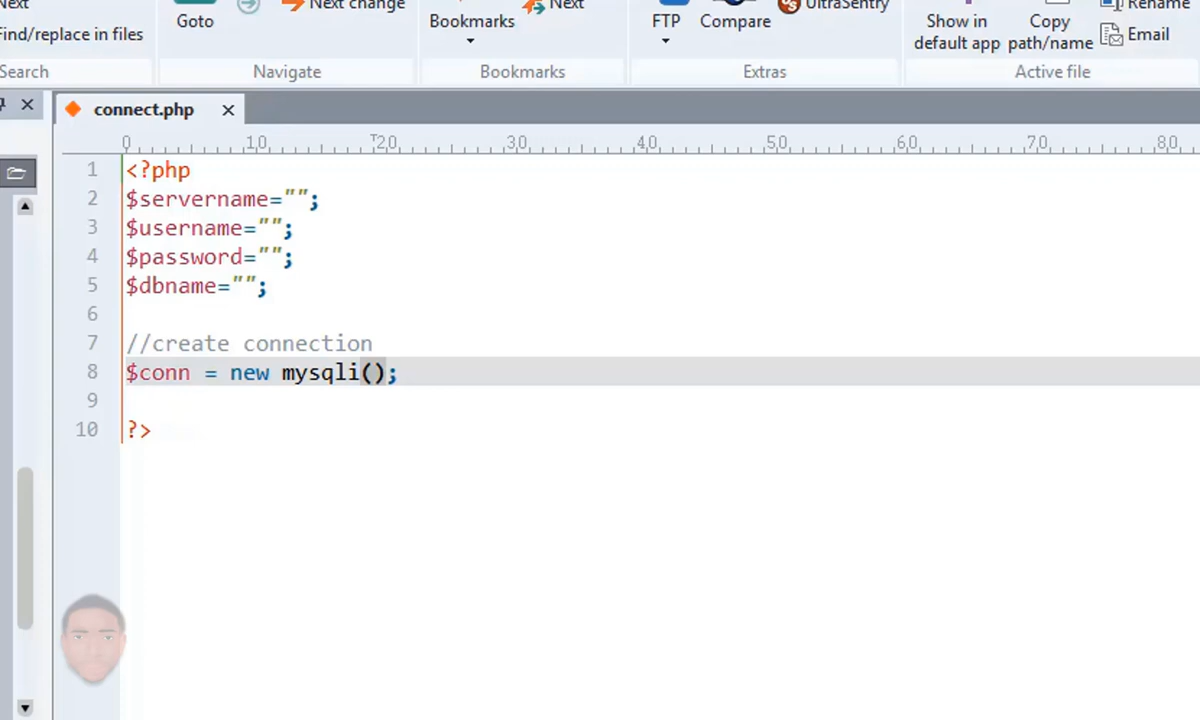 Next
Goto
Next change
Bookmarks
Next
FTP
Compare
UltraSentry
Show in
default app
Copy
path/name
Rename
Email
Find/replace in files
Search
Navigate
Bookmarks
Extras
Active file
connect.php
0 10 20 30 40 50 60 70 80
1 <?php
2 $servername="";
3 $username="";
4 $password="";
5 $dbname="";
6
7 //create connection
8 $conn = new mysqli();
9
10 ?>